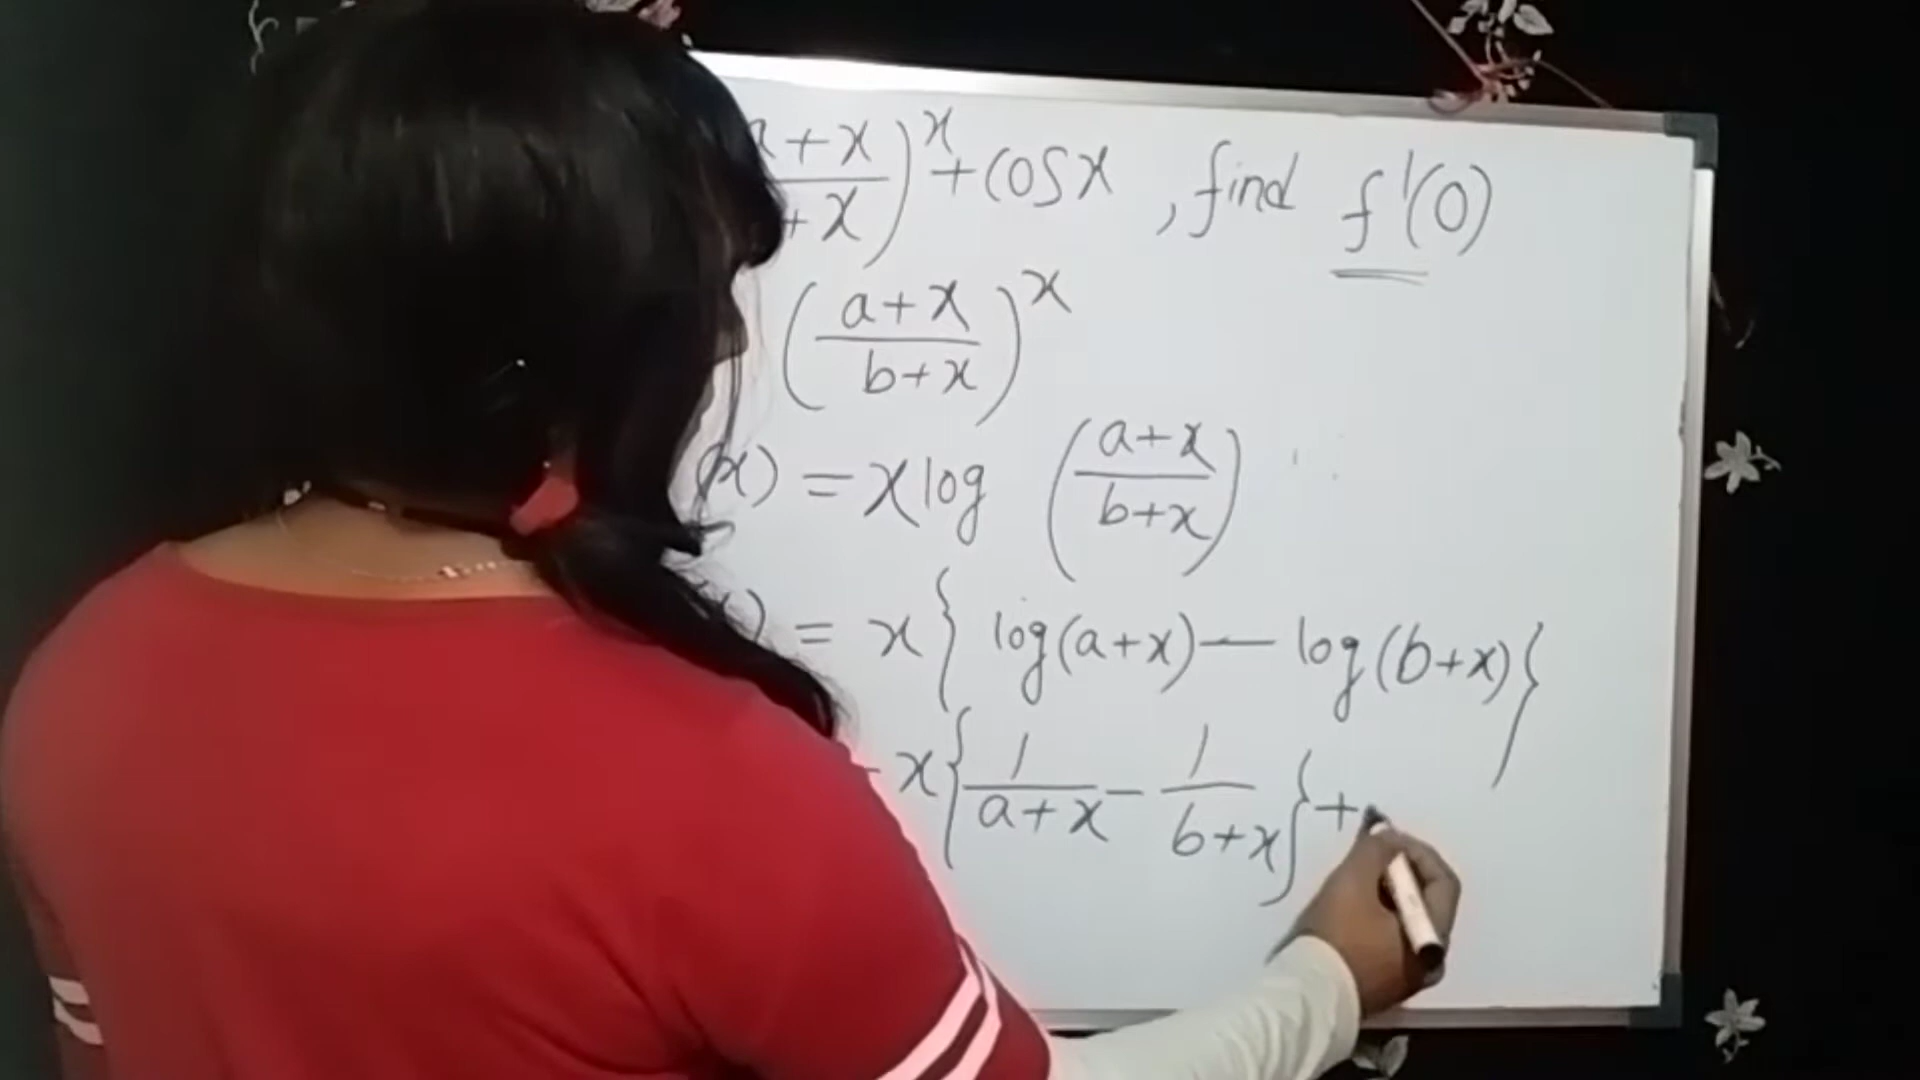 +x/+x)^x + cosx, find f'(0)
(a+x/b+x)^x
(x) = x log (a+x/b+x)
) = x{ log(a+x) — log(b+x)}
x{1/a+x - 1/b+x} +